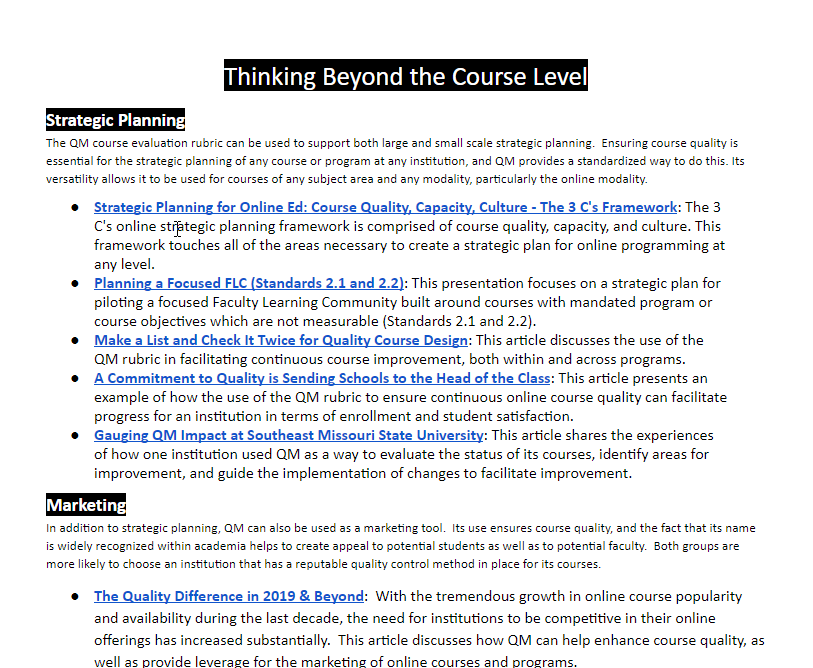 Thinking Beyond the Course Level
Strategic Planning
The QM course evaluation rubric can be used to support both large and small scale strategic planning.  Ensuring course quality is
essential for the strategic planning of any course or program at any institution, and QM provides a standardized way to do this. Its
versatility allows it to be used for courses of any subject area and any modality, particularly the online modality.
● Strategic Planning for Online Ed: Course Quality, Capacity, Culture - The 3 C's Framework: The 3
C's online strategic planning framework is comprised of course quality, capacity, and culture. This
framework touches all of the areas necessary to create a strategic plan for online programming at
any level.
● Planning a Focused FLC (Standards 2.1 and 2.2): This presentation focuses on a strategic plan for
piloting a focused Faculty Learning Community built around courses with mandated program or
course objectives which are not measurable (Standards 2.1 and 2.2).
● Make a List and Check It Twice for Quality Course Design: This article discusses the use of the
QM rubric in facilitating continuous course improvement, both within and across programs.
● A Commitment to Quality is Sending Schools to the Head of the Class: This article presents an
example of how the use of the QM rubric to ensure continuous online course quality can facilitate
progress for an institution in terms of enrollment and student satisfaction.
● Gauging QM Impact at Southeast Missouri State University: This article shares the experiences
of how one institution used QM as a way to evaluate the status of its courses, identify areas for
improvement, and guide the implementation of changes to facilitate improvement.
Marketing
In addition to strategic planning, QM can also be used as a marketing tool.  Its use ensures course quality, and the fact that its name
is widely recognized within academia helps to create appeal to potential students as well as to potential faculty.  Both groups are
more likely to choose an institution that has a reputable quality control method in place for its courses.
● The Quality Difference in 2019 & Beyond:  With the tremendous growth in online course popularity
and availability during the last decade, the need for institutions to be competitive in their online
offerings has increased substantially.  This article discusses how QM can help enhance course quality, as
well as provide leverage for the marketing of online courses and programs.